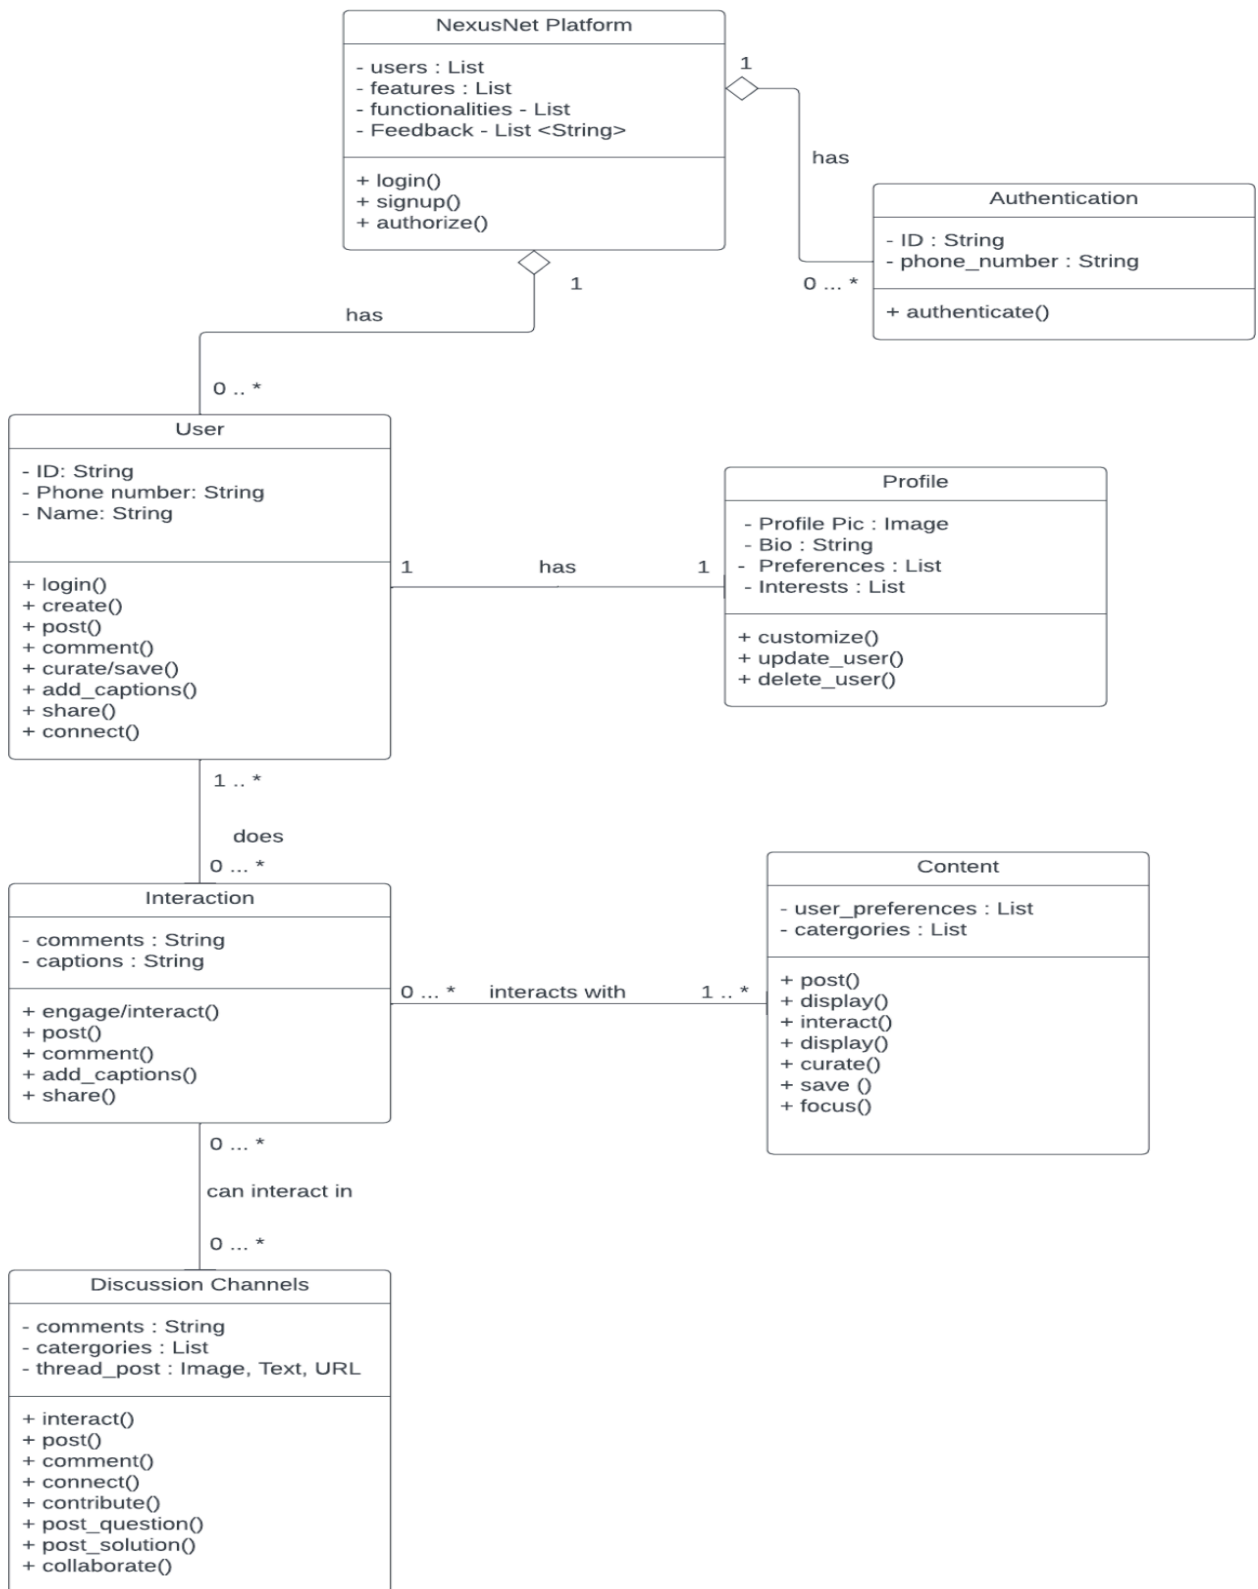 NexusNet Platform
- users : List
- features : List
- functionalities - List
- Feedback - List <String>
+ login()
+ signup()
+ authorize()
1
has
0 ... *
Authentication
- ID : String
- phone_number : String
+ authenticate()
1
has
0 .. *
User
- ID: String
- Phone number: String
- Name: String
+ login()
+ create()
+ post()
+ comment()
+ curate/save()
+ add_captions()
+ share()
+ connect()
1
has
1
Profile
- Profile Pic : Image
- Bio : String
- Preferences : List
- Interests : List
+ customize()
+ update_user()
+ delete_user()
1 .. *
does
0 ... *
Interaction
- comments : String
- captions : String
+ engage/interact()
+ post()
+ comment()
+ add_captions()
+ share()
0 ... *
interacts with
1 .. *
Content
- user_preferences : List
- catergories : List
+ post()
+ display()
+ interact()
+ display()
+ curate()
+ save ()
+ focus()
0 ... *
can interact in
0 ... *
Discussion Channels
- comments : String
- catergories : List
- thread_post : Image, Text, URL
+ interact()
+ post()
+ comment()
+ connect()
+ contribute()
+ post_question()
+ post_solution()
+ collaborate()